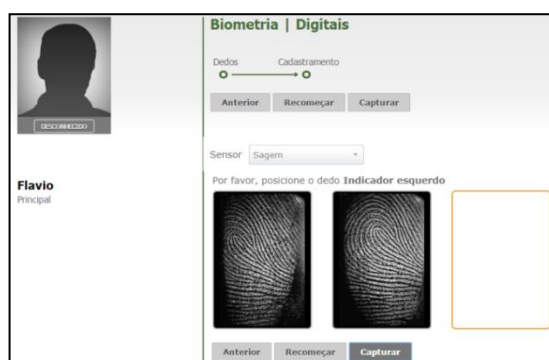 Biometria | Digitais
Dedos Cadastramento
Anterior Recomeçar Capturar
DESCONHECIDO
Sensor Sagem
Flavio
Principal
Por favor, posicione o dedo Indicador esquerdo
Anterior Recomeçar Capturar